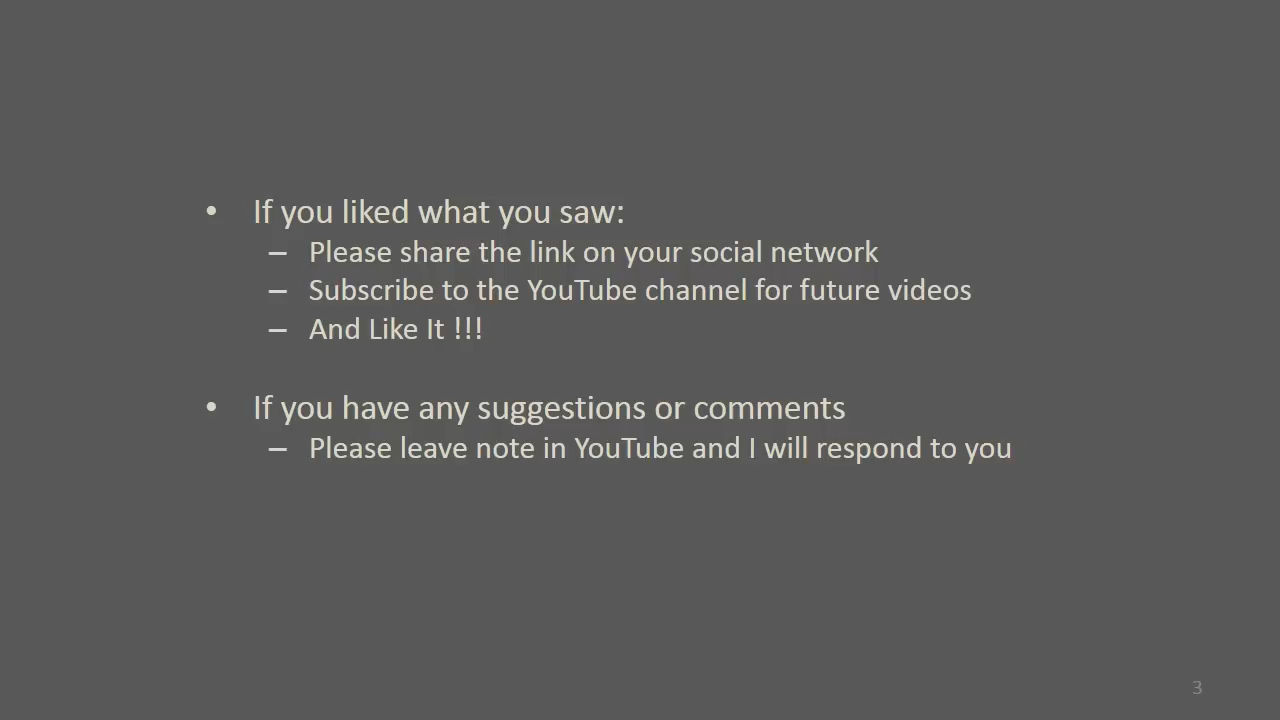 • If you liked what you saw:
– Please share the link on your social network
– Subscribe to the YouTube channel for future videos
– And Like It !!!
• If you have any suggestions or comments
– Please leave note in YouTube and I will respond to you
3